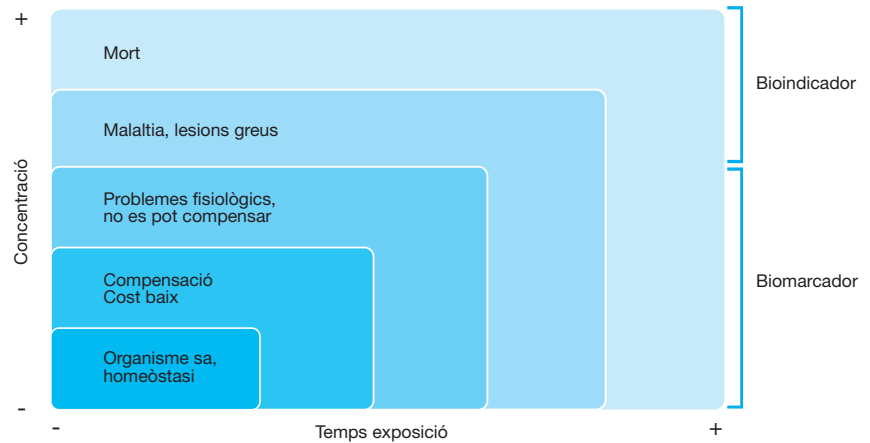 +
Mort
Bioindicador
Malaltia, lesions greus
Concentració
Problemes fisiològics,
no es pot compensar
Compensació
Cost baix
Biomarcador
Organisme sa,
homeòstasi
-
-
Temps exposició
+